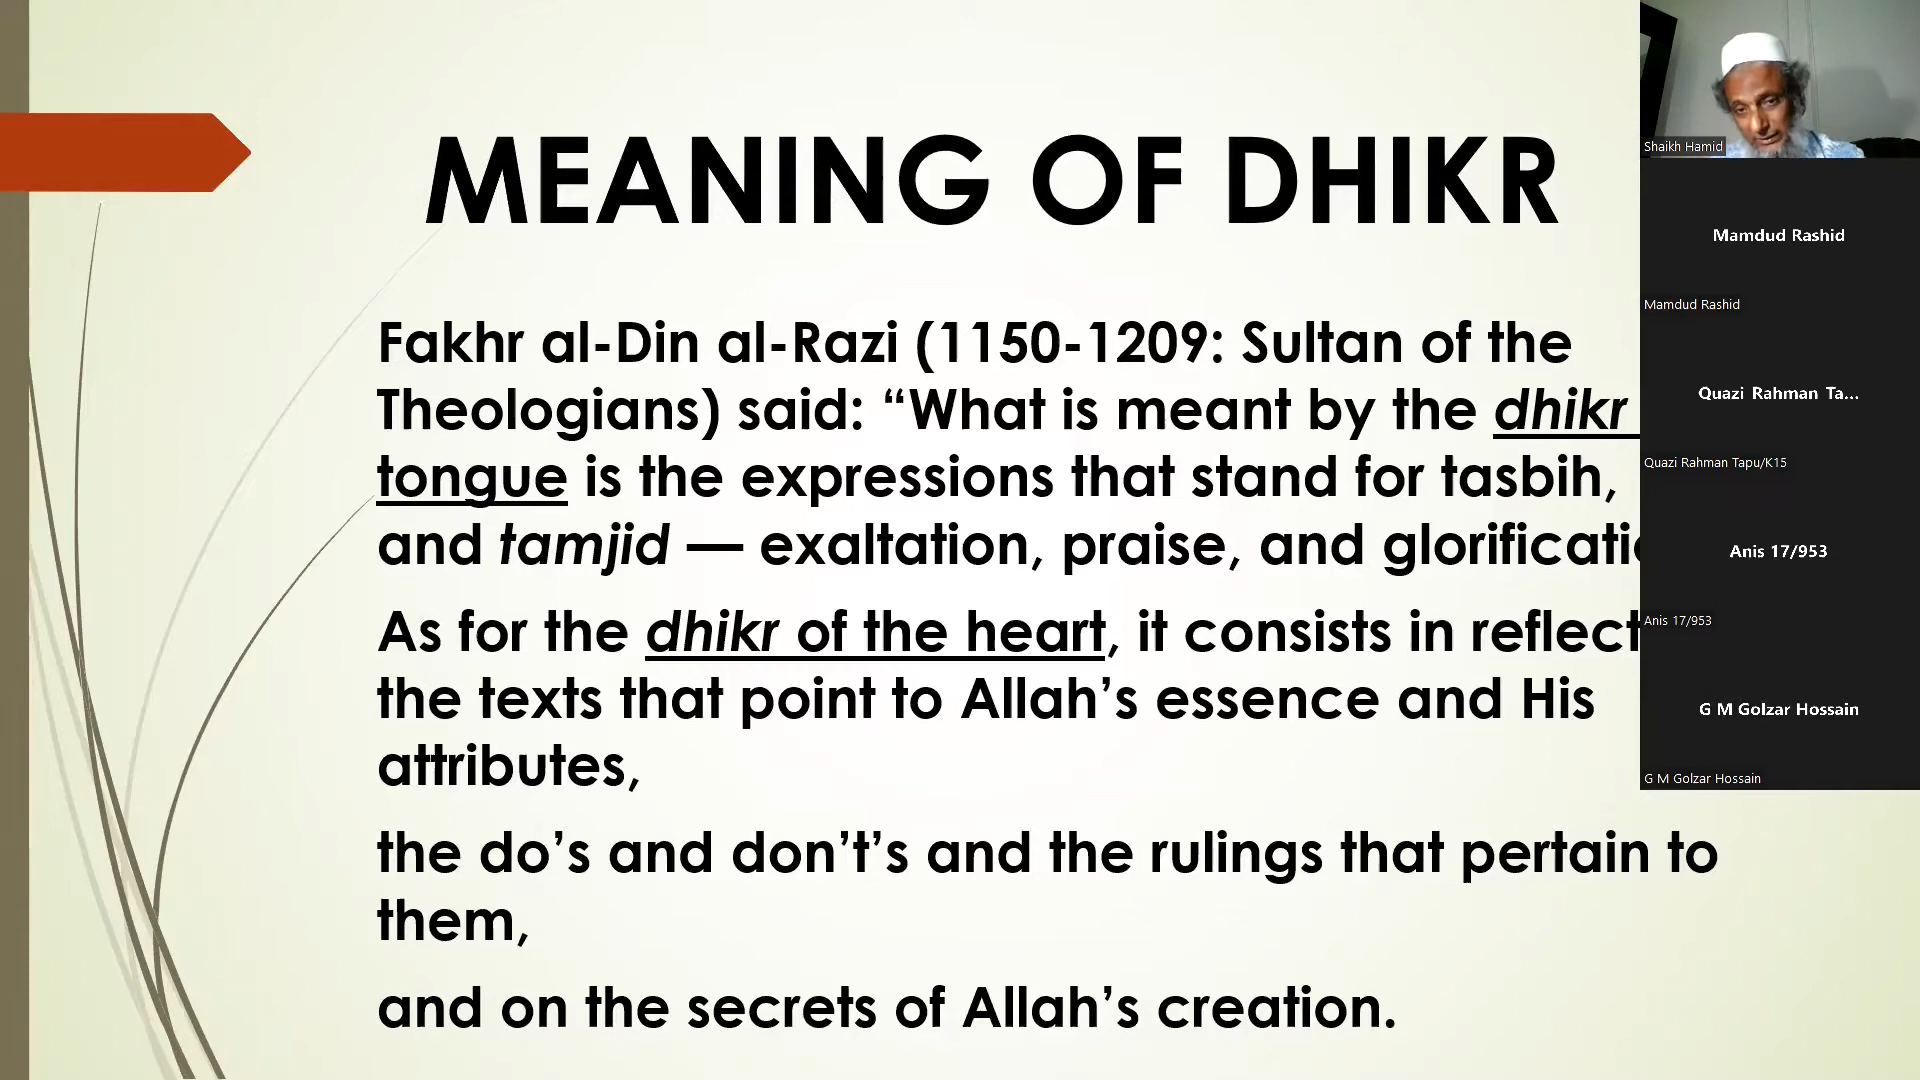 MEANING OF DHIKR
Fakhr al-Din al-Razi (1150-1209: Sultan of the
Theologians) said: “What is meant by the dhikr
tongue is the expressions that stand for tasbih,
and tamjid — exaltation, praise, and
As for the dhikr of the heart, it consists in
the texts that point to Allah’s essence and His
attributes,
the do’s and don’t’s and the rulings that pertain to
them,
and on the secrets of Allah’s creation.
Shaikh Hamid
Mamdud Rashid
Mamdud Rashid
Quazi Rahman Ta...
Quazi Rahman Tapu/K15
Anis 17/953
Anis 17/953
G M Golzar Hossain
G M Golzar Hossain